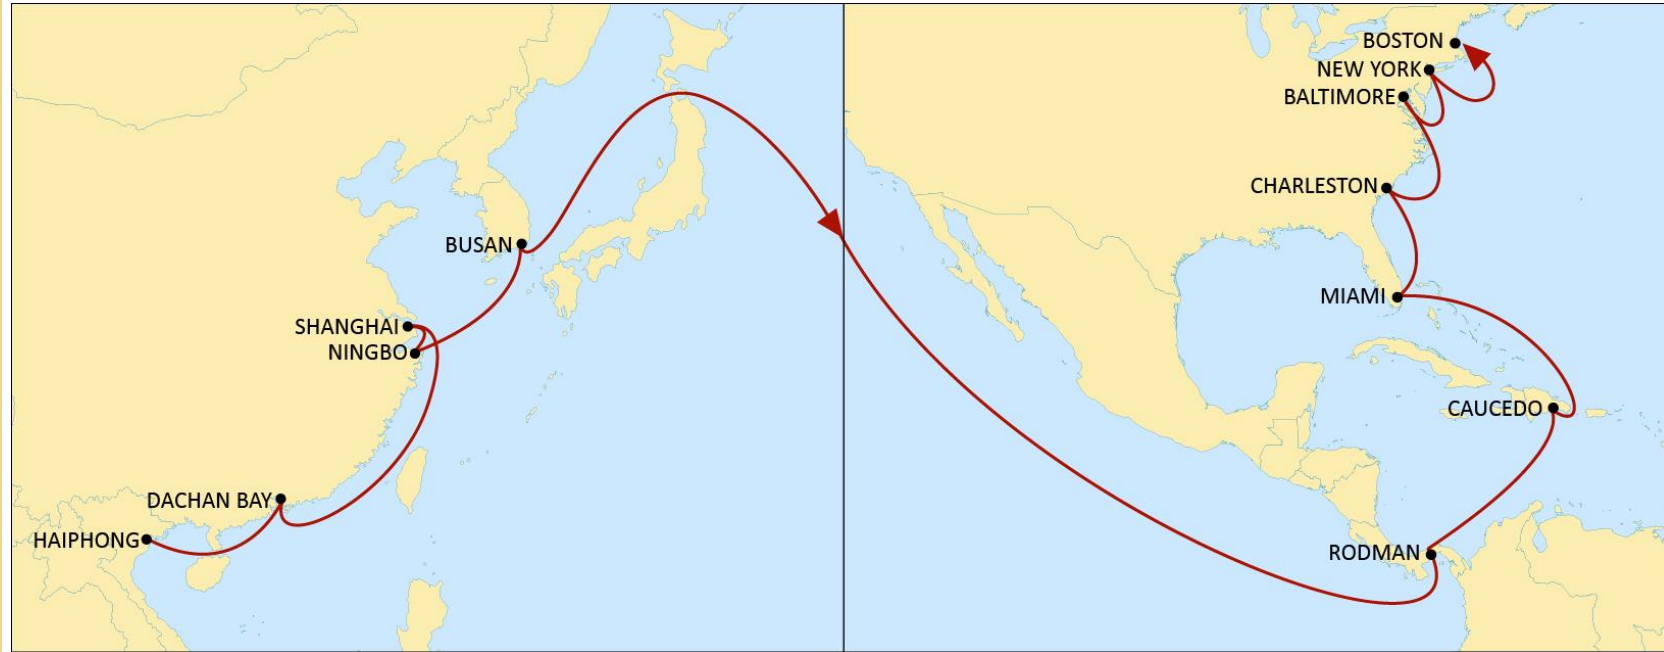 BOSTON
NEW YORK
BALTIMORE
CHARLESTON
BUSAN
MIAMI
SHANGHAI
NINGBO
CAUCEDO
DACHAN BAY
HAIPHONG
RODMAN